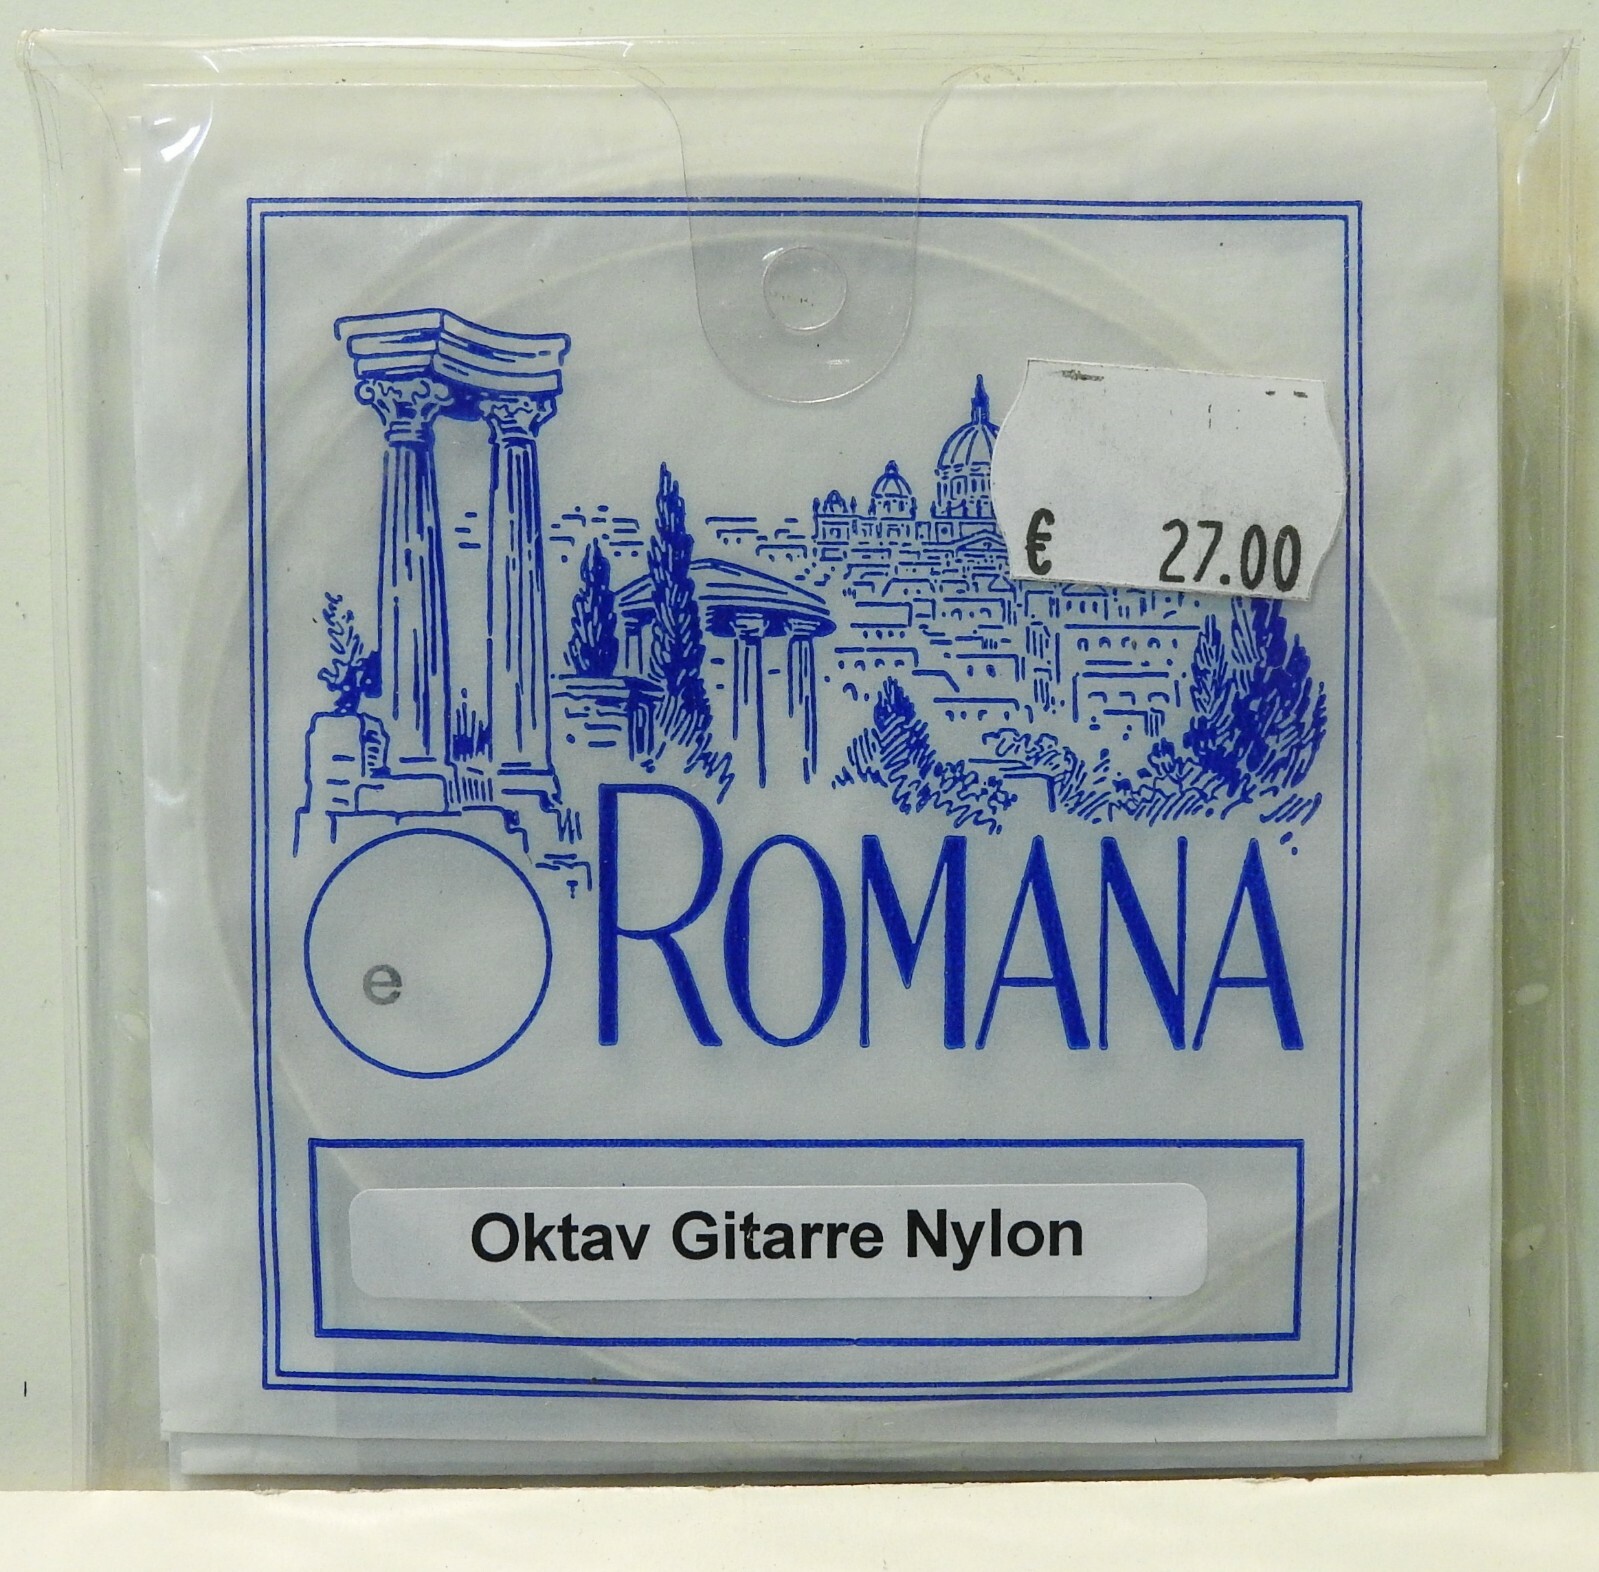 € 27.00
ROMANA
e
Oktav Gitarre Nylon